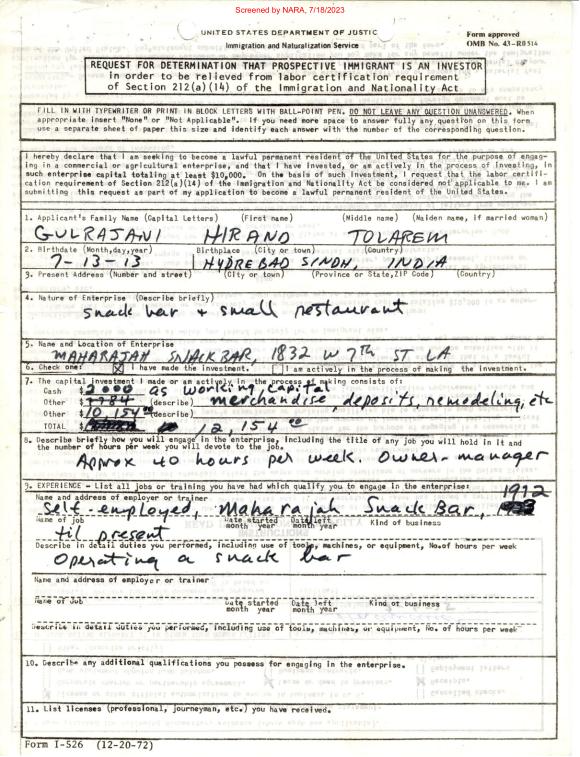 Screened by NARA, 7/18/2023
UNITED STATES DEPARTMENT OF JUSTIC
Immigration and Naturalization Service
Form approved
OMB No. 43-R0514
REQUEST FOR DETERMINATION THAT PROSPECTIVE IMMIGRANT IS AN INVESTOR
in order to be relieved from labor certification requirement
of Section 212(a)(14) of the Immigration and Nationality Act
FILL IN WITH TYPEWRITER OR PRINT IN BLOCK LETTERS WITH BALL-POINT PEN. DO NOT LEAVE ANY QUESTION UNANSWERED. When
appropriate insert "None" or "Not Applicable". If you need more space to answer fully any question on this form,
use a separate sheet of paper this size and identify each answer with the number of the corresponding question.
I hereby declare that I am seeking to become a lawful permanent resident of the United States for the purpose of engag-
ing in a commercial or agricultural enterprise, and that I have invested, or am actively in the process of investing, in
such enterprise capital totaling at least $10,000. On the basis of such investment, I request that the labor certifi-
cation requirement of Section 212(a)(14) of the Immigration and Nationality Act be considered not applicable to me. I am
submitting this request as part of my application to become a lawful permanent resident of the United States.
1. Applicant's Family Name (Capital Letters) (First name) (Middle name) (Maiden name, if married woman)
GULRAJANI HIRAND TOLAREM
2. Birthdate (Month,day,year) Birthplace (City or town) (Country)
7-13-13 HYDREBAD SINDH, INDIA
3. Present Address (Number and street) (City or town) (Province or State,ZIP Code) (Country)
4. Nature of Enterprise (Describe briefly)
snack bar + small restaurant
5. Name and Location of Enterprise
MAHARAJAH SNACK BAR, 1832 W 7th ST LA
6. Check one: X I have made the investment. I am actively in the process of making the investment.
7. The capital investment I made or am actively in the process of making consists of:
Cash $2000 as working capital
Other $7784 (describe) merchandise, deposits, remodeling, etc
Other $10,154 00 (describe)
TOTAL $ 12,154 00
8. Describe briefly how you will engage in the enterprise, including the title of any job you will hold in it and
the number of hours per week you will devote to the job.
Approx 40 hours per week. Owner-manager
9. EXPERIENCE - List all jobs or training you have had which qualify you to engage in the enterprise:
Name and address of employer or trainer 1972
Self-employed, Maharajah Snack Bar,
Name of job Date started month year Date left month year Kind of business
til present
Describe in detail duties you performed, including use of tools, machines, or equipment, No.of hours per week
Operating a snack bar
Name and address of employer or trainer
Name of Job Date started month year Date left month year Kind of business
Describe in detail duties you performed, including use of tools, machines, or equipment, No. of hours per week
10. Describe any additional qualifications you possess for engaging in the enterprise.
11. List licenses (professional, journeyman, etc.) you have received.
Form I-526 (12-20-72)